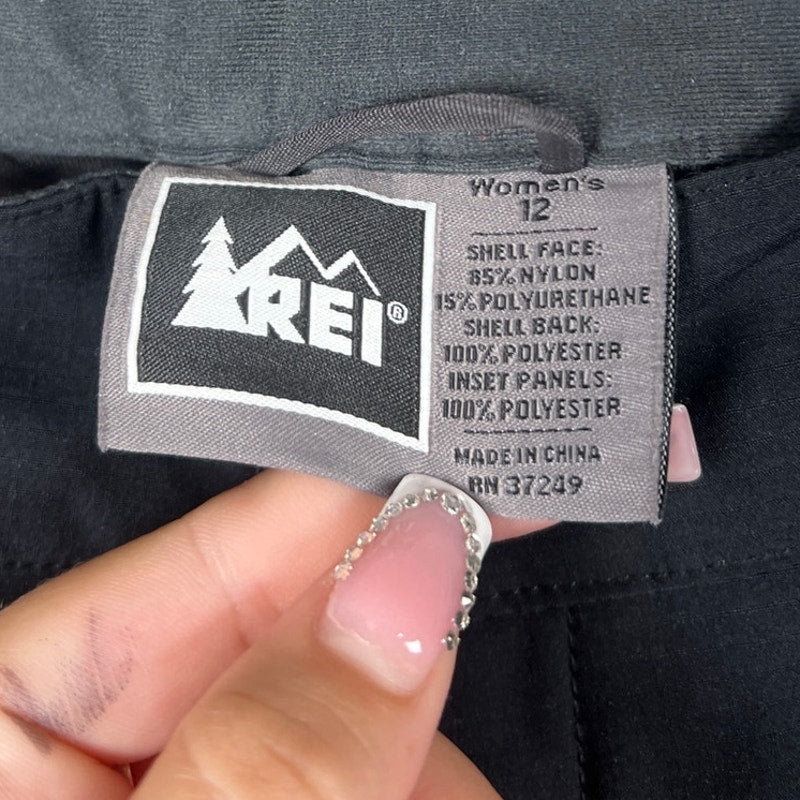 REI®
Women's
12
SHELL FACE:
85% NYLON
15% POLYURETHANE
SHELL BACK:
100% POLYESTER
INSET PANELS:
100% POLYESTER
MADE IN CHINA
RN 37249